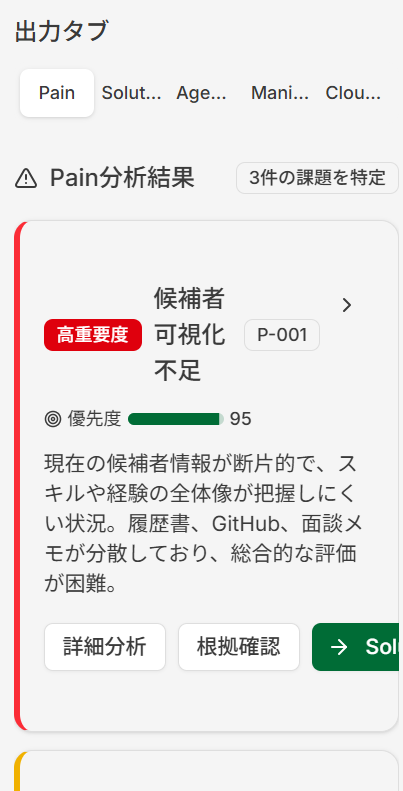 出力タブ
Pain Solut... Age... Mani... Clou...
Pain分析結果 3件の課題を特定
高重要度
候補者
可視化
不足
P-001
優先度 95
現在の候補者情報が断片的で、ス
キルや経験の全体像が把握しにく
い状況。履歴書、GitHub、面談メ
モが分散しており、総合的な評価
が困難。
詳細分析 根拠確認